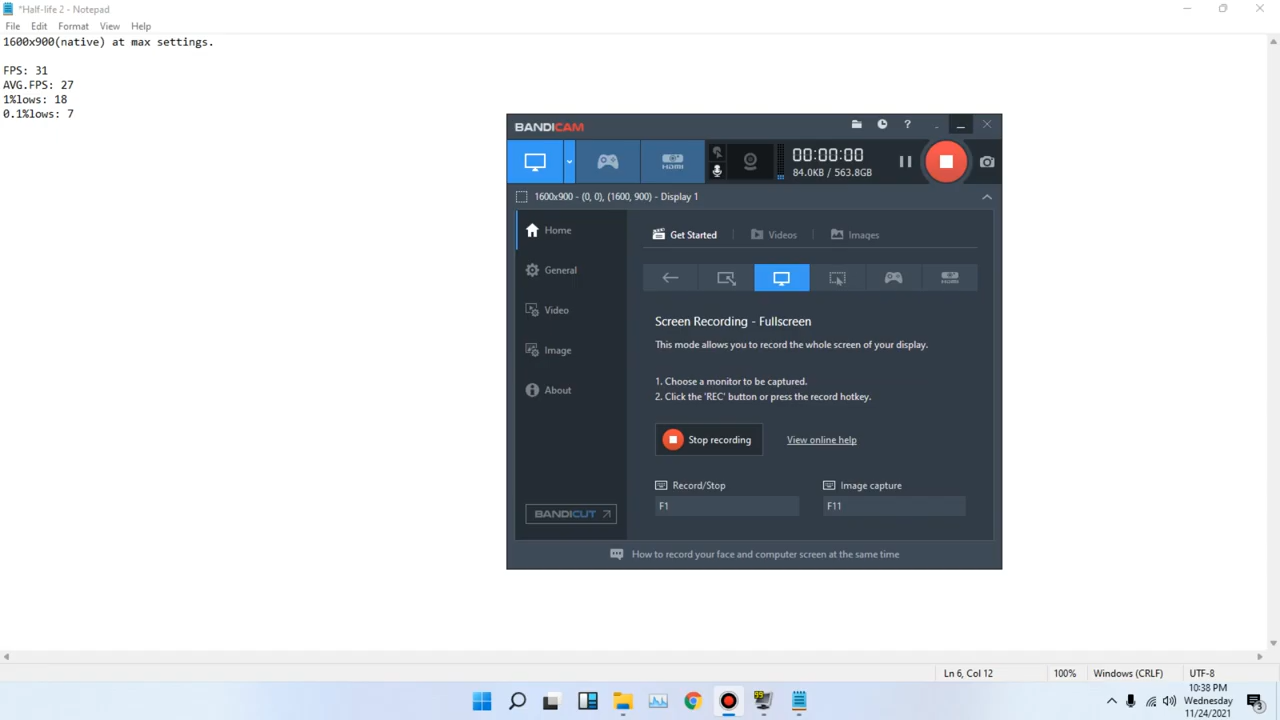 *Half-life 2 - Notepad
File Edit Format View Help
1600x900(native) at max settings.
FPS: 31
AVG.FPS: 27
1%lows: 18
0.1%lows: 7
BANDICAM
?
HDMI
00:00:00
84.0KB / 563.8GB
1600x900 - (0, 0), (1600, 900) - Display 1
Home
General
Video
Image
About
BANDICUT
Get Started
Videos
Images
HDMI
Screen Recording - Fullscreen
This mode allows you to record the whole screen of your display.
1. Choose a monitor to be captured.
2. Click the 'REC' button or press the record hotkey.
Stop recording
View online help
Record/Stop
Image capture
F1
F11
How to record your face and computer screen at the same time
Ln 6, Col 12
100%
Windows (CRLF)
UTF-8
99
10:38 PM
Wednesday
11/24/2021
3